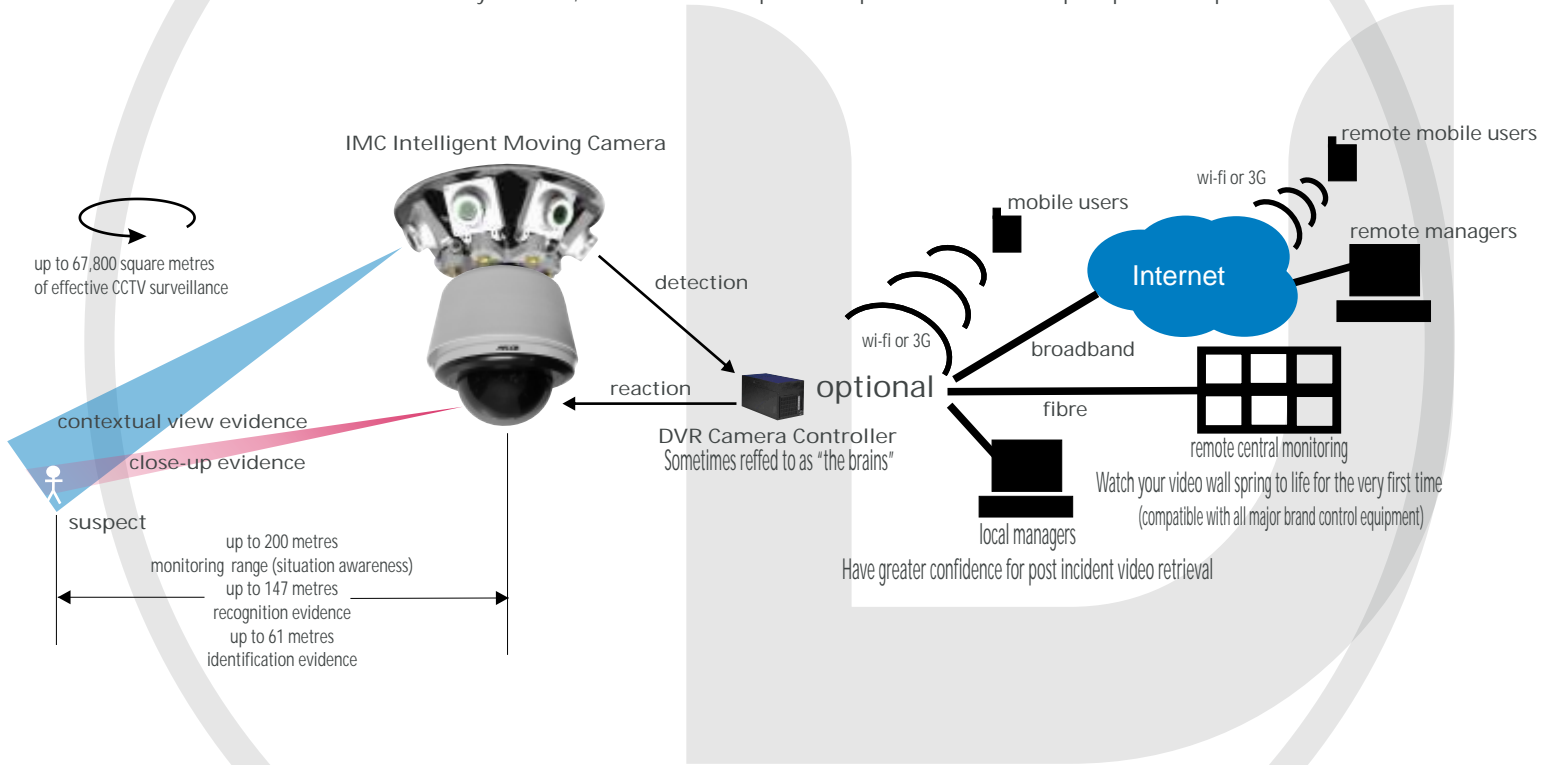 IMC Intelligent Moving Camera
up to 67,800 square metres
of effective CCTV surveillance
contextual view evidence
close-up evidence
suspect
up to 200 metres
monitoring range (situation awareness)
up to 147 metres
recognition evidence
up to 61 metres
identification evidence
detection
reaction
DVR Camera Controller
Sometimes reffed to as "the brains"
optional
wi-fi or 3G
mobile users
broadband
fibre
Internet
wi-fi or 3G
remote mobile users
remote managers
remote central monitoring
Watch your video wall spring to life for the very first time
(compatible with all major brand control equipment)
local managers
Have greater confidence for post incident video retrieval